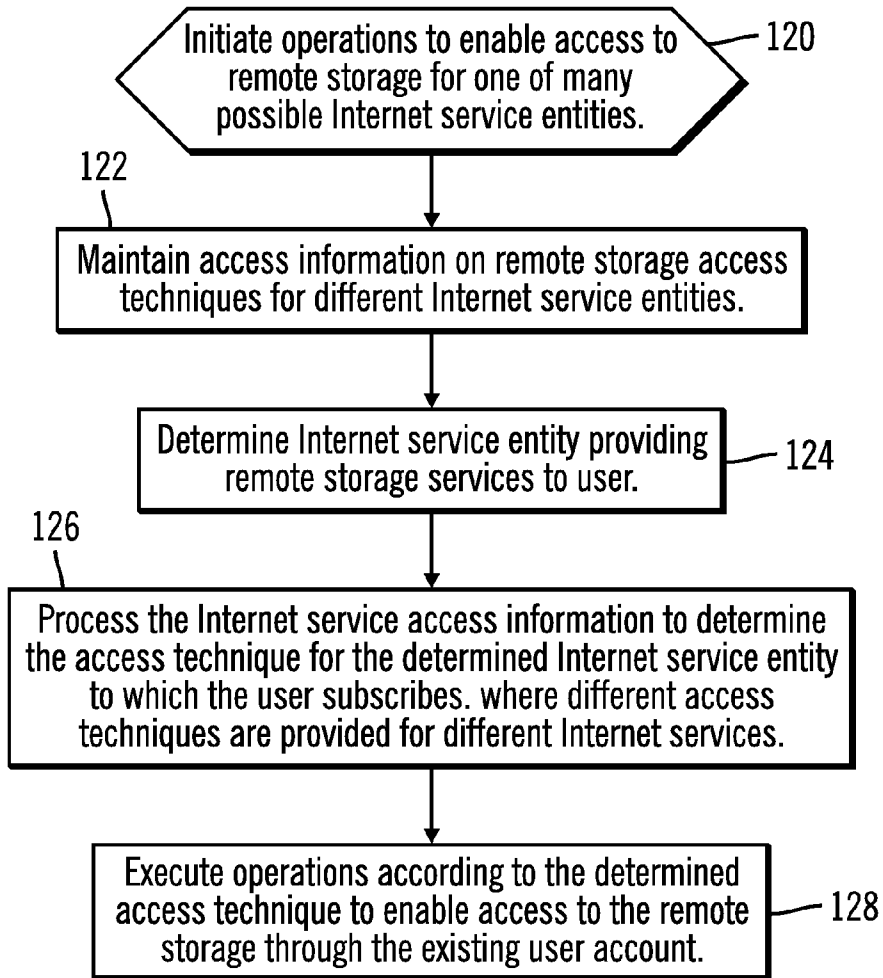 Initiate operations to enable access to
remote storage for one of many
possible Internet service entities.
120
122
Maintain access information on remote storage access
techniques for different Internet service entities.
Determine Internet service entity providing
remote storage services to user.
124
126
Process the Internet service access information to determine
the access technique for the determined Internet service entity
to which the user subscribes. where different access
techniques are provided for different Internet services.
Execute operations according to the determined
access technique to enable access to the remote
storage through the existing user account.
128